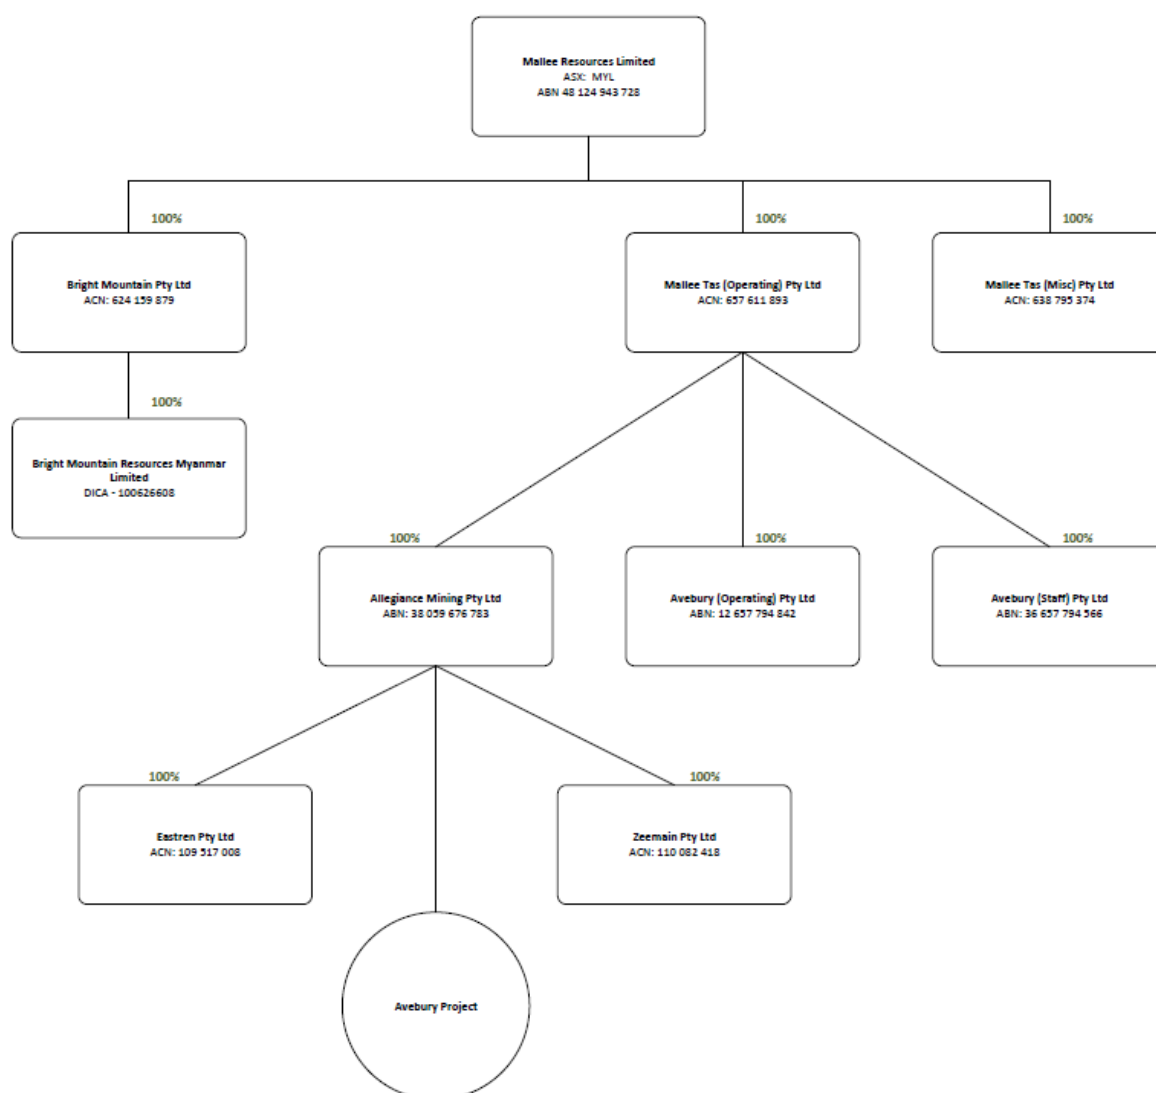 Mallee Resources Limited
ASX: MYL
ABN 48 124 943 728
100%
100%
100%
Bright Mountain Pty Ltd
ACN: 624 159 879
Mallee Tas (Operating) Pty Ltd
ACN: 657 611 893
Mallee Tas (Misc) Pty Ltd
ACN: 638 795 374
100%
Bright Mountain Resources Myanmar
Limited
DICA - 100626608
100%
100%
100%
Allegiance Mining Pty Ltd
ABN: 38 059 676 783
Avebury (Operating) Pty Ltd
ABN: 12 657 794 842
Avebury (Staff) Pty Ltd
ABN: 36 657 794 566
100%
100%
Eastren Pty Ltd
ACN: 109 517 008
Zeemain Pty Ltd
ACN: 110 082 418
Avebury Project